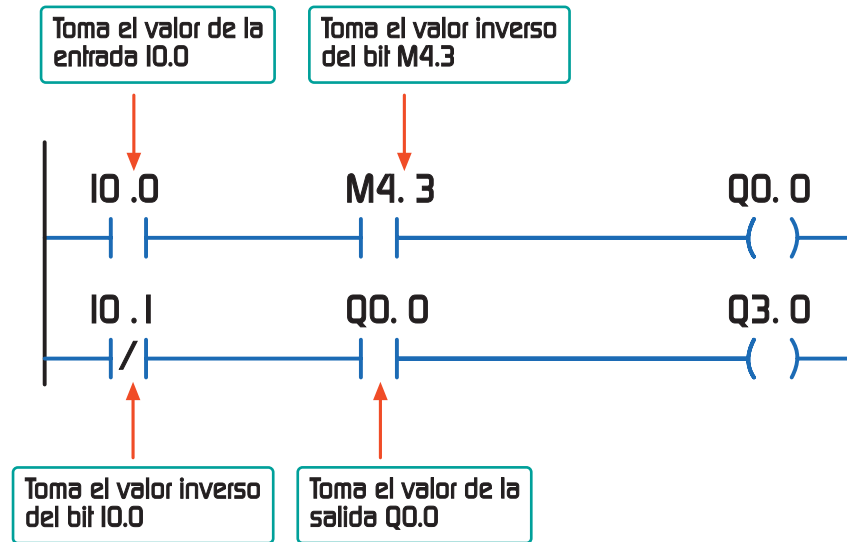 Toma el valor de la
entrada I0.0
Toma el valor inverso
del bit M4.3
I0 .0 M4. 3 Q0. 0
I0 . I Q0. 0 Q3. 0
Toma el valor inverso
del bit I0.0
Toma el valor de la
salida Q0.0